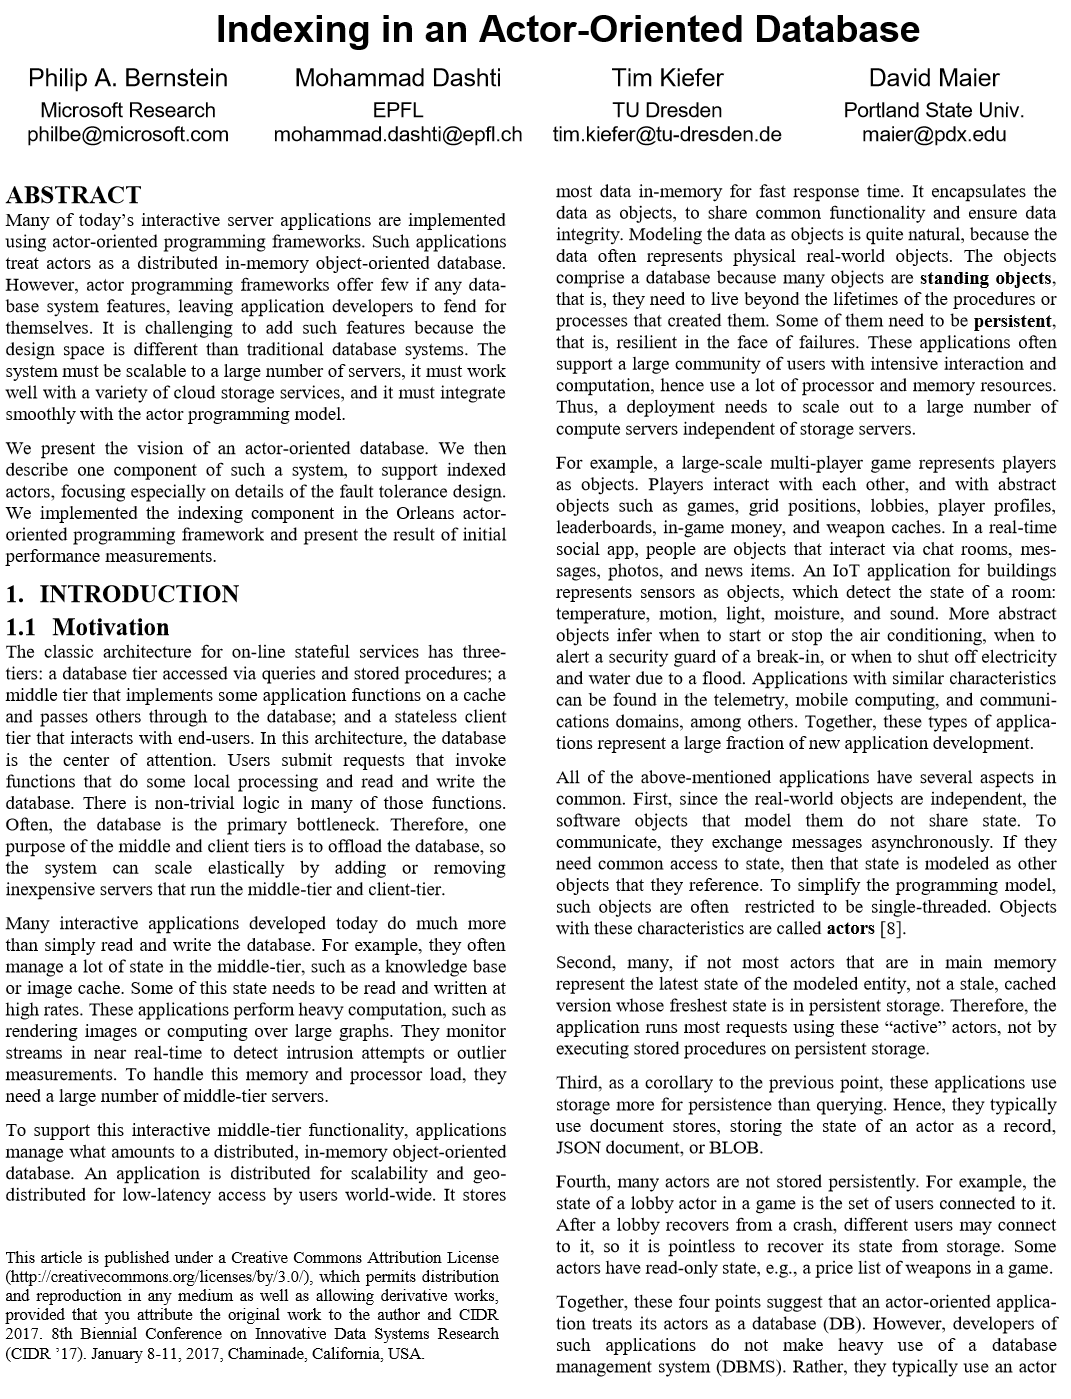 Indexing in an Actor-Oriented Database
Philip A. Bernstein
Microsoft Research
philbe@microsoft.com
Mohammad Dashti
EPFL
mohammad.dashti@epfl.ch
Tim Kiefer
TU Dresden
tim.kiefer@tu-dresden.de
David Maier
Portland State Univ.
maier@pdx.edu
ABSTRACT
Many of today's interactive server applications are implemented
using actor-oriented programming frameworks. Such applications
treat actors as a distributed in-memory object-oriented database.
However, actor programming frameworks offer few if any data-
base system features, leaving application developers to fend for
themselves. It is challenging to add such features because the
design space is different than traditional database systems. The
system must be scalable to a large number of servers, it must work
well with a variety of cloud storage services, and it must integrate
smoothly with the actor programming model.
We present the vision of an actor-oriented database. We then
describe one component of such a system, to support indexed
actors, focusing especially on details of the fault tolerance design.
We implemented the indexing component in the Orleans actor-
oriented programming framework and present the result of initial
performance measurements.
1. INTRODUCTION
1.1 Motivation
The classic architecture for on-line stateful services has three-
tiers: a database tier accessed via queries and stored procedures; a
middle tier that implements some application functions on a cache
and passes others through to the database; and a stateless client
tier that interacts with end-users. In this architecture, the database
is the center of attention. Users submit requests that invoke
functions that do some local processing and read and write the
database. There is non-trivial logic in many of those functions.
Often, the database is the primary bottleneck. Therefore, one
purpose of the middle and client tiers is to offload the database, so
the system can scale elastically by adding or removing
inexpensive servers that run the middle-tier and client-tier.
Many interactive applications developed today do much more
than simply read and write the database. For example, they often
manage a lot of state in the middle-tier, such as a knowledge base
or image cache. Some of this state needs to be read and written at
high rates. These applications perform heavy computation, such as
rendering images or computing over large graphs. They monitor
streams in near real-time to detect intrusion attempts or outlier
measurements. To handle this memory and processor load, they
need a large number of middle-tier servers.
To support this interactive middle-tier functionality, applications
manage what amounts to a distributed, in-memory object-oriented
database. An application is distributed for scalability and geo-
distributed for low-latency access by users world-wide. It stores
This article is published under a Creative Commons Attribution License
(http://creativecommons.org/licenses/by/3.0/), which permits distribution
and reproduction in any medium as well as allowing derivative works,
provided that you attribute the original work to the author and CIDR
2017. 8th Biennial Conference on Innovative Data Systems Research
(CIDR '17). January 8-11, 2017, Chaminade, California, USA.
most data in-memory for fast response time. It encapsulates the
data as objects, to share common functionality and ensure data
integrity. Modeling the data as objects is quite natural, because the
data often represents physical real-world objects. The objects
comprise a database because many objects are standing objects,
that is, they need to live beyond the lifetimes of the procedures or
processes that created them. Some of them need to be persistent,
that is, resilient in the face of failures. These applications often
support a large community of users with intensive interaction and
computation, hence use a lot of processor and memory resources.
Thus, a deployment needs to scale out to a large number of
compute servers independent of storage servers.
For example, a large-scale multi-player game represents players
as objects. Players interact with each other, and with abstract
objects such as games, grid positions, lobbies, player profiles,
leaderboards, in-game money, and weapon caches. In a real-time
social app, people are objects that interact via chat rooms, mes-
sages, photos, and news items. An IoT application for buildings
represents sensors as objects, which detect the state of a room:
temperature, motion, light, moisture, and sound. More abstract
objects infer when to start or stop the air conditioning, when to
alert a security guard of a break-in, or when to shut off electricity
and water due to a flood. Applications with similar characteristics
can be found in the telemetry, mobile computing, and communi-
cations domains, among others. Together, these types of applica-
tions represent a large fraction of new application development.
All of the above-mentioned applications have several aspects in
common. First, since the real-world objects are independent, the
software objects that model them do not share state. To
communicate, they exchange messages asynchronously. If they
need common access to state, then that state is modeled as other
objects that they reference. To simplify the programming model,
such objects are often restricted to be single-threaded. Objects
with these characteristics are called actors [8].
Second, many, if not most actors that are in main memory
represent the latest state of the modeled entity, not a stale, cached
version whose freshest state is in persistent storage. Therefore, the
application runs most requests using these “active” actors, not by
executing stored procedures on persistent storage.
Third, as a corollary to the previous point, these applications use
storage more for persistence than querying. Hence, they typically
use document stores, storing the state of an actor as a record,
JSON document, or BLOB.
Fourth, many actors are not stored persistently. For example, the
state of a lobby actor in a game is the set of users connected to it.
After a lobby recovers from a crash, different users may connect
to it, so it is pointless to recover its state from storage. Some
actors have read-only state, e.g., a price list of weapons in a game.
Together, these four points suggest that an actor-oriented applica-
tion treats its actors as a database (DB). However, developers of
such applications do not make heavy use of a database
management system (DBMS). Rather, they typically use an actor